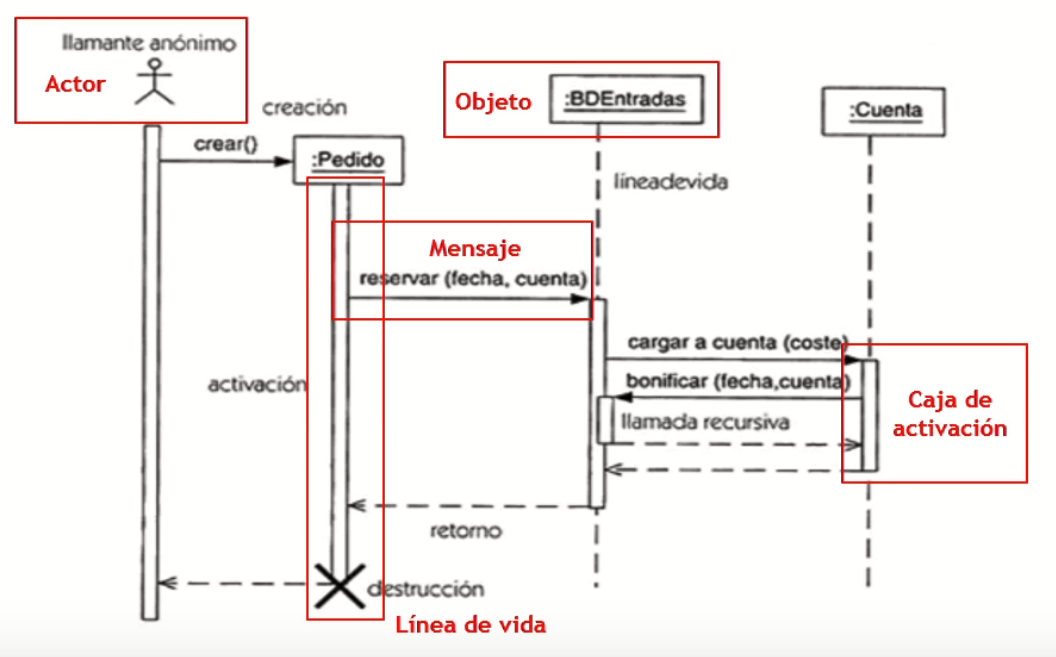 llamante anónimo
Actor
creación
crear()
:Pedido
Objeto
:BDEntradas
:Cuenta
líneadevida
Mensaje
reservar (fecha, cuenta)
cargar a cuenta (coste)
activación
bonificar (fecha,cuenta)
llamada recursiva
Caja de
activación
retorno
destrucción
Línea de vida